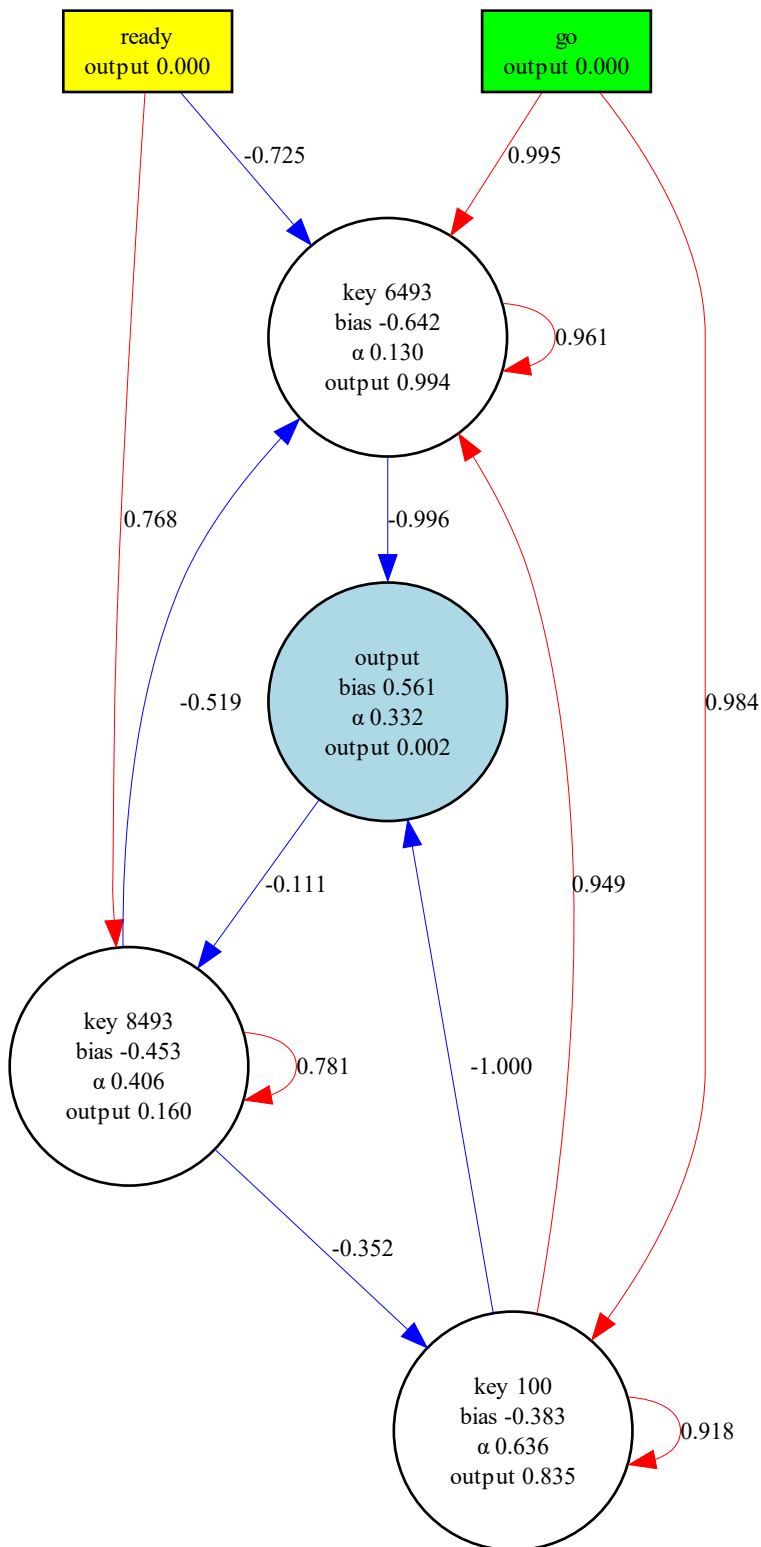 ready
output 0.000
go
output 0.000
-0.725
0.995
key 6493
bias -0.642
α 0.130
output 0.994
0.961
0.768
-0.996
-0.519
output
bias 0.561
α 0.332
output 0.002
0.984
-0.111
0.949
key 8493
bias -0.453
α 0.406
output 0.160
0.781
-1.000
-0.352
key 100
bias -0.383
α 0.636
output 0.835
0.918